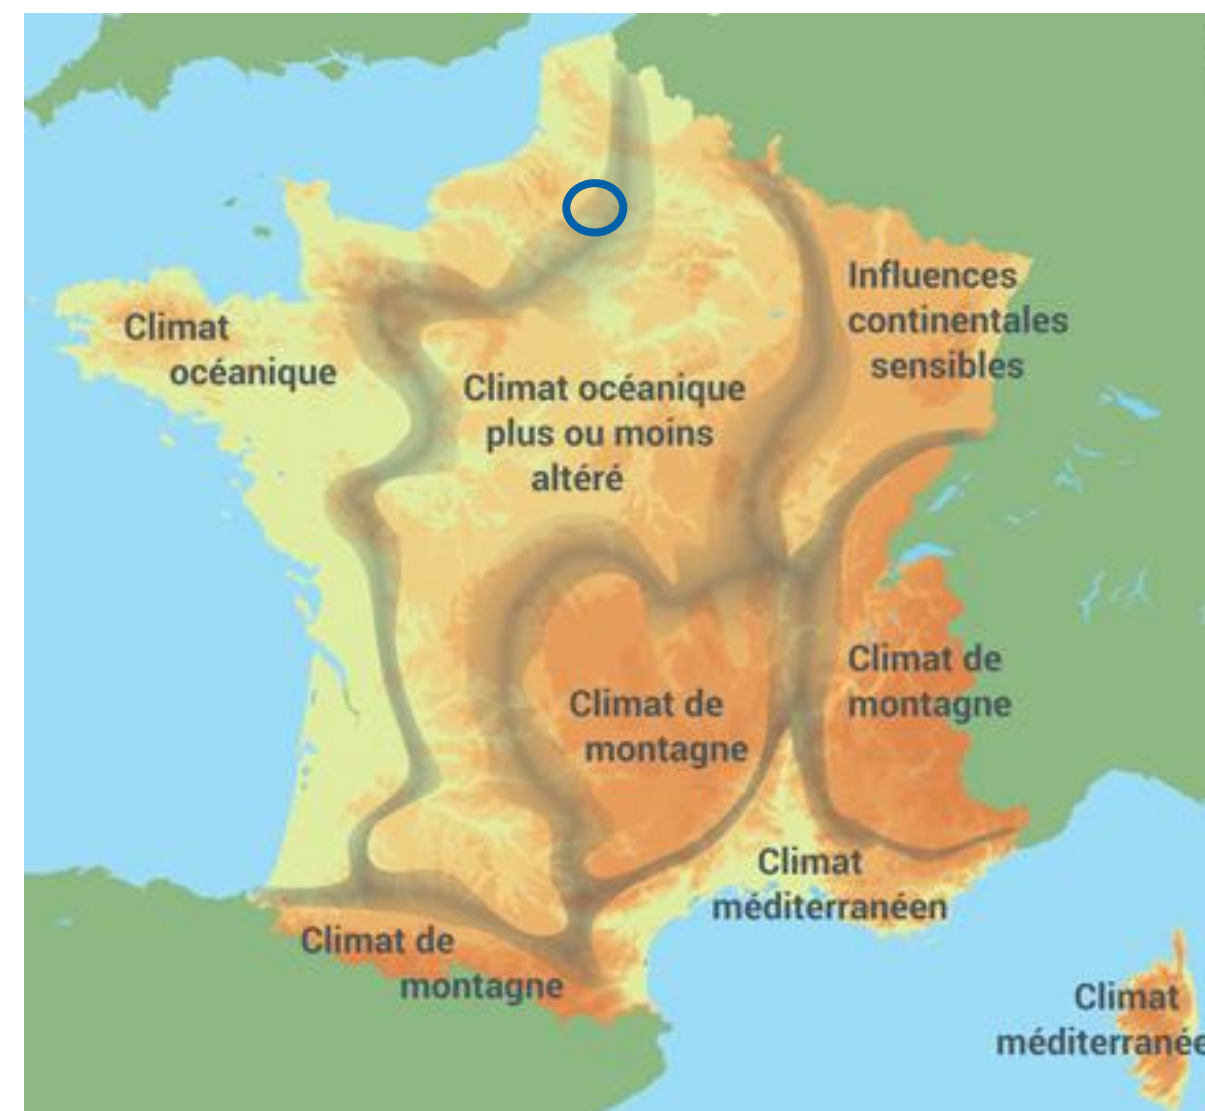 Influences
continentales
sensibles
Climat
océanique
Climat océanique
plus ou moins
altéré
Climat de
montagne
Climat de
montagne
Climat
méditerranéen
Climat de
montagne
Climat
méditerranée